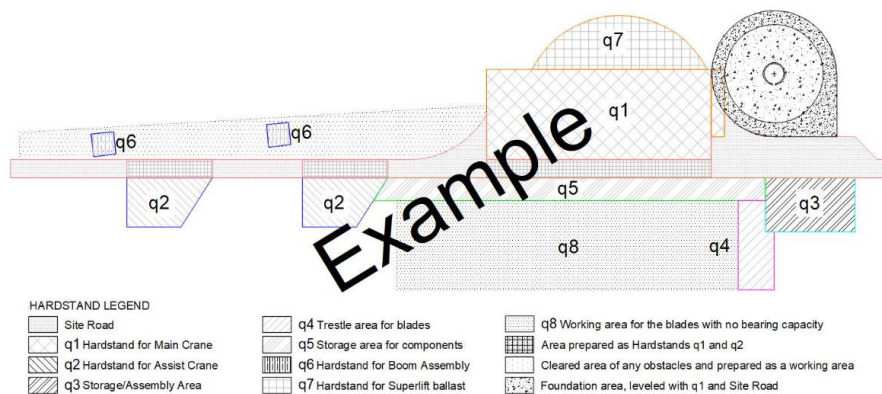 q7
q6
q6
q1
q2
q2
q5
q3
q8
q4
Example
HARDSTAND LEGEND
Site Road
q1 Hardstand for Main Crane
q2 Hardstand for Assist Crane
q3 Storage/Assembly Area
q4 Trestle area for blades
q5 Storage area for components
q6 Hardstand for Boom Assembly
q7 Hardstand for Superlift ballast
q8 Working area for the blades with no bearing capacity
Area prepared as Hardstands q1 and q2
Cleared area of any obstacles and prepared as a working area
Foundation area, leveled with q1 and Site Road